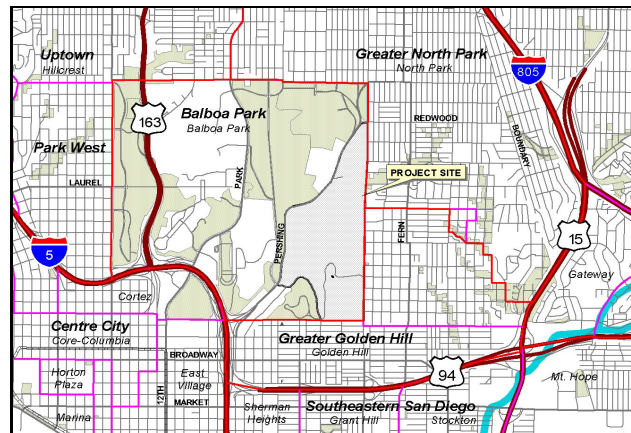 Uptown
Hillcrest
Greater North Park
North Park
805
Balboa Park
Balboa Park
163
REDWOOD
BOUNDARY
Park West
PROJECT SITE
LAUREL
PARK
PERSHING
FERN
15
5
Gateway
Cortez
Centre City
Core-Columbia
Greater Golden Hill
Golden Hill
BROADWAY
94
Horton
Plaza
East
Village
12TH
MARKET
Mt. Hope
Marina
Sherman
Heights
Southeastern San Diego
Grant Hill
Stockton